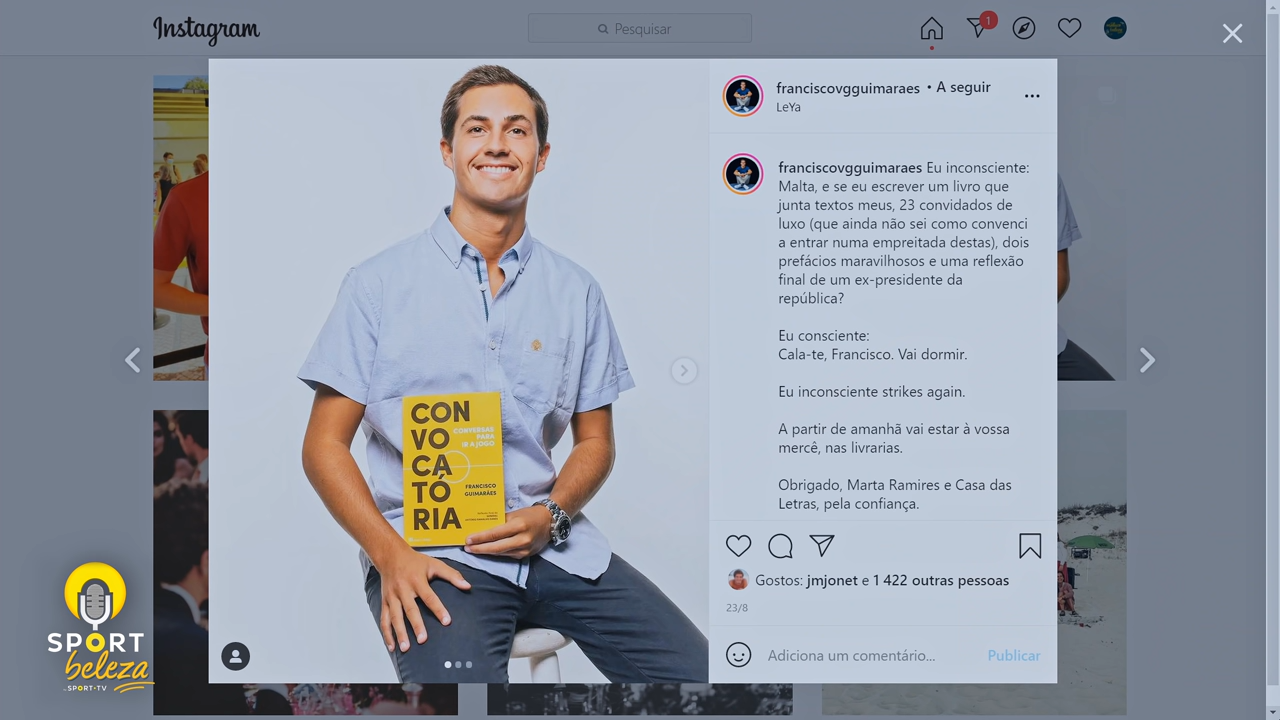 Instagram
Pesquisar
1
franciscovgguimaraes • A seguir
LeYa
franciscovgguimaraes Eu inconsciente:
Malta, e se eu escrever um livro que
junta textos meus, 23 convidados de
luxo (que ainda não sei como convenci
a entrar numa empreitada destas), dois
prefácios maravilhosos e uma reflexão
final de um ex-presidente da
república?
Eu consciente:
Cala-te, Francisco. Vai dormir.
Eu inconsciente strikes again.
A partir de amanhã vai estar à vossa
mercê, nas livrarias.
Obrigado, Marta Ramires e Casa das
Letras, pela confiança.
Gostos: jmjonet e 1 422 outras pessoas
23/8
Adiciona um comentário...
Publicar
CON
VO
CA
TÓ
RIA
CONVERSAS
PARA
IR A JOGO
FRANCISCO
GUIMARÃES
SPORT
beleza
SPORT•TV